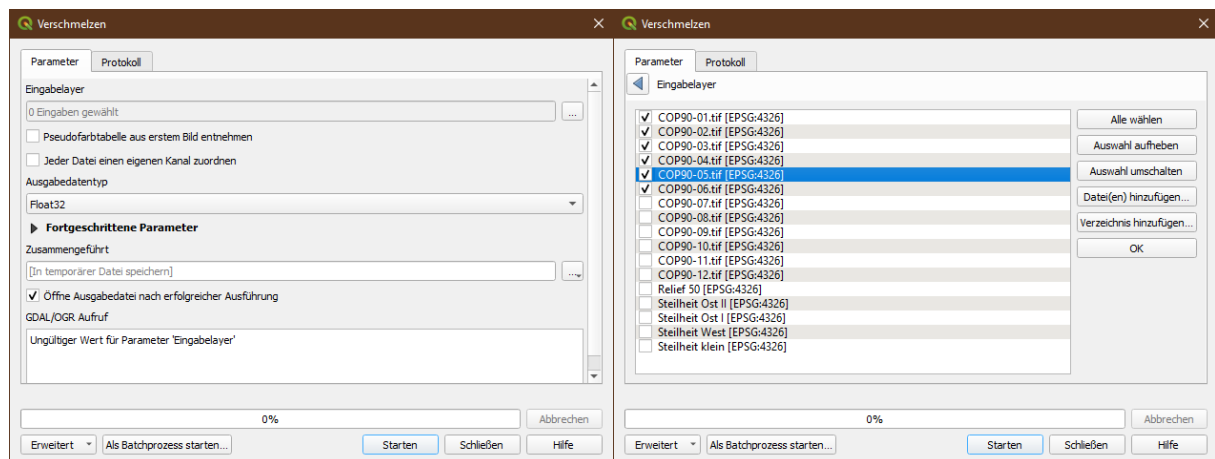 Verschmelzen
Parameter
Protokoll
Eingabelayer
0 Eingaben gewählt
...
Pseudofarbtabelle aus erstem Bild entnehmen
Jeder Datei einen eigenen Kanal zuordnen
Ausgabedatentyp
Float32
Fortgeschrittene Parameter
Zusammengeführt
[In temporärer Datei speichern]
...
Öffne Ausgabedatei nach erfolgreicher Ausführung
GDAL/OGR Aufruf
Ungültiger Wert für Parameter 'Eingabelayer'
0%
Abbrechen
Erweitert
Als Batchprozess starten...
Starten
Schließen
Hilfe
Verschmelzen
Parameter
Protokoll
Eingabelayer
COP90-01.tif [EPSG:4326]
COP90-02.tif [EPSG:4326]
COP90-03.tif [EPSG:4326]
COP90-04.tif [EPSG:4326]
COP90-05.tif [EPSG:4326]
COP90-06.tif [EPSG:4326]
COP90-07.tif [EPSG:4326]
COP90-08.tif [EPSG:4326]
COP90-09.tif [EPSG:4326]
COP90-10.tif [EPSG:4326]
COP90-11.tif [EPSG:4326]
COP90-12.tif [EPSG:4326]
Relief 50 [EPSG:4326]
Steilheit Ost II [EPSG:4326]
Steilheit Ost I [EPSG:4326]
Steilheit West [EPSG:4326]
Steilheit klein [EPSG:4326]
Alle wählen
Auswahl aufheben
Auswahl umschalten
Datei(en) hinzufügen...
Verzeichnis hinzufügen...
OK
0%
Abbrechen
Erweitert
Als Batchprozess starten...
Starten
Schließen
Hilfe